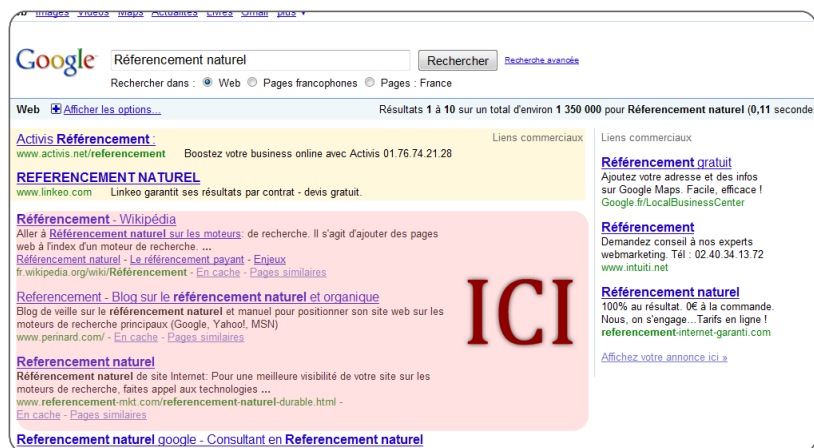 Web Images Vidéos Maps Actualités Livres Gmail plus ▼
Google
Réferencement naturel
Rechercher
Recherche avancée
Rechercher dans : Web Pages francophones Pages : France
Web Afficher les options...
Résultats 1 à 10 sur un total d'environ 1 350 000 pour Réferencement naturel (0,11 seconde
Activis Référencement :
Liens commerciaux
www.activis.net/referencement Boostez votre business online avec Activis 01.76.74.21.28
REFERENCEMENT NATUREL
www.linkeo.com Linkeo garantit ses résultats par contrat - devis gratuit.
Référencement - Wikipédia
Aller à Référencement naturel sur les moteurs: de recherche. Il s'agit d'ajouter des pages
web à l'index d'un moteur de recherche. ...
Référencement naturel - Le référencement payant - Enjeux
fr.wikipedia.org/wiki/Référencement - En cache - Pages similaires
Referencement - Blog sur le référencement naturel et organique
Blog de veille sur le référencement naturel et manuel pour positionner son site web sur les
moteurs de recherche principaux (Google, Yahoo!, MSN)
www.perinard.com/ - En cache - Pages similaires
Referencement naturel
Référencement naturel de site Internet: Pour une meilleure visibilité de votre site sur les
moteurs de recherche, faites appel aux technologies ...
www.referencement-mkt.com/referencement-naturel-durable.html -
En cache - Pages similaires
ICI
Referencement naturel google - Consultant en Referencement naturel
Liens commerciaux
Référencement gratuit
Ajoutez votre adresse et des infos
sur Google Maps. Facile, efficace !
Google.fr/LocalBusinessCenter
Référencement
Demandez conseil à nos experts
webmarketing. Tél : 02.40.34.13.72
www.intuiti.net
Référencement naturel
100% au résultat. 0€ à la commande.
Nous, on s'engage...Tarifs en ligne !
referencement-internet-garanti.com
Affichez votre annonce ici »